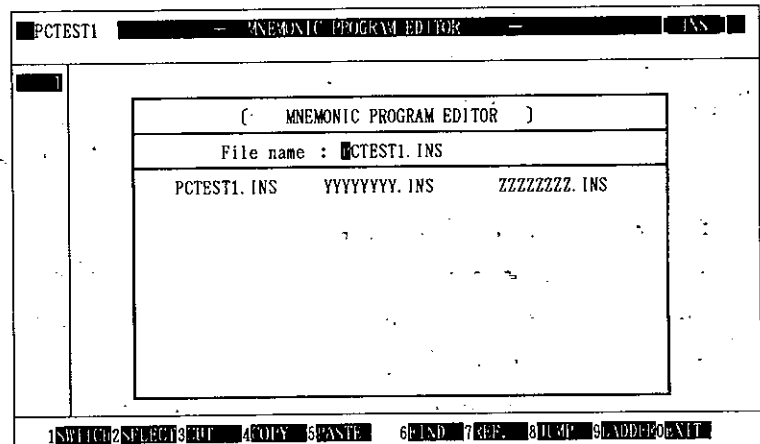 PCTEST1 — MNEMONIC PROGRAM EDITOR — INS
1
[ MNEMONIC PROGRAM EDITOR ]
File name : PCTEST1.INS
PCTEST1.INS YYYYYYYY.INS ZZZZZZZZ.INS
1SWITCH 2SELECT 3CUT 4COPY 5PASTE 6FIND 7REF. 8JUMP 9LADDER 0EXIT